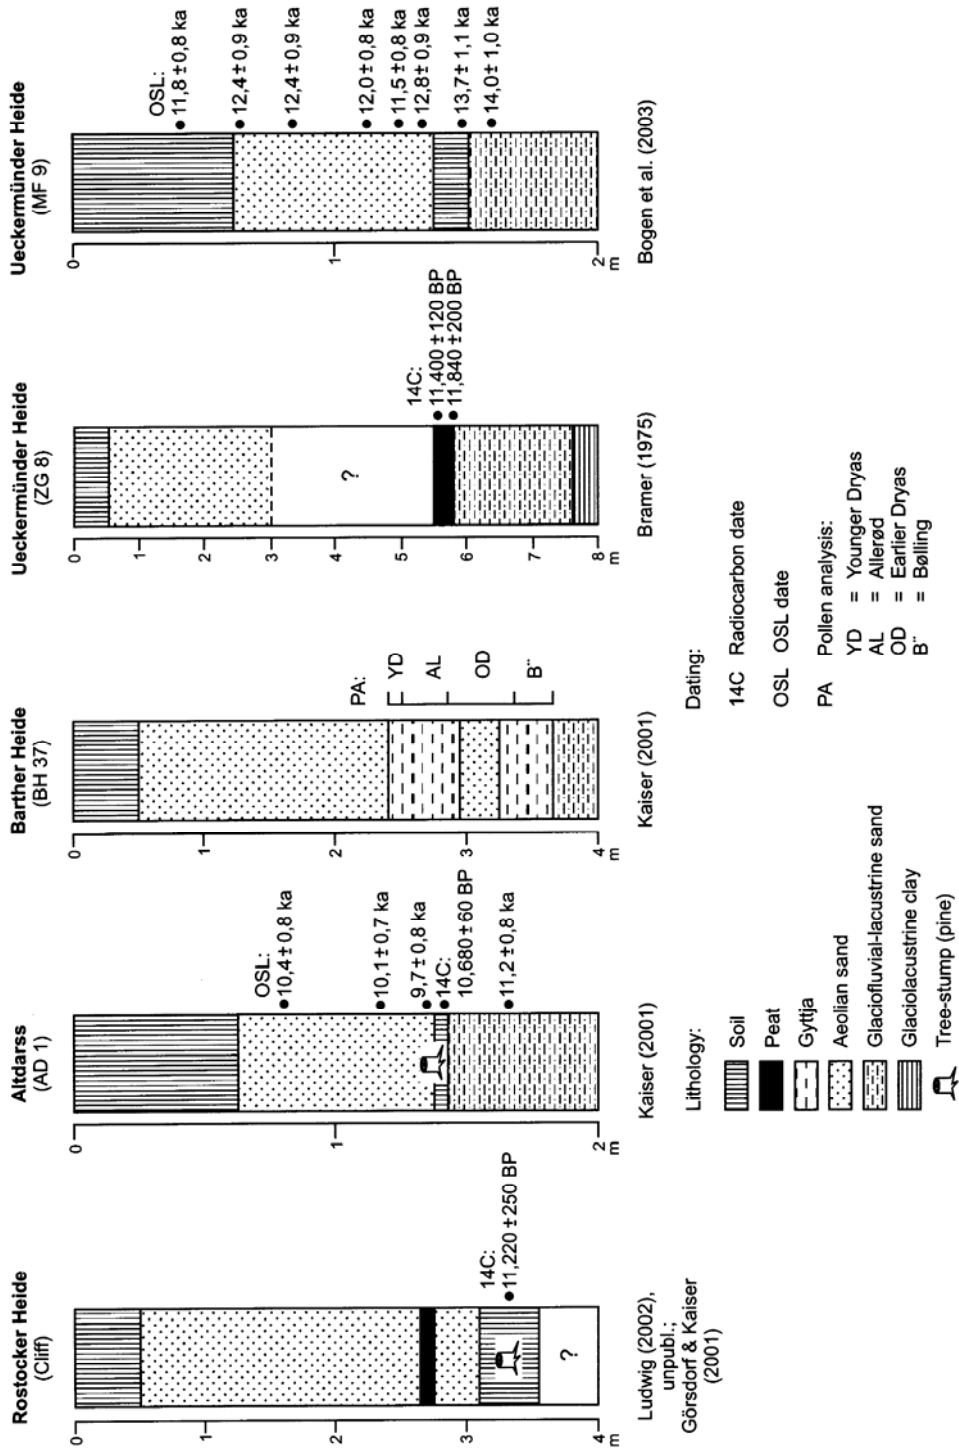 Rostocker Heide
(Cliff)
0
1
2
3
4
m
14C:
11,220 ± 250 BP
?
Ludwig (2002),
unpubl.;
Görsdorf & Kaiser
(2001)
Altdarss
(AD 1)
0
1
2
m
OSL:
10,4 ± 0,8 ka
10,1 ± 0,7 ka
9,7 ± 0,8 ka
14C:
10,680 ± 60 BP
11,2 ± 0,8 ka
Kaiser (2001)
Barther Heide
(BH 37)
0
1
2
3
4
m
PA:
YD
AL
OD
B¨
Kaiser (2001)
Ueckermünder Heide
(ZG 8)
0
1
2
3
4
5
6
7
8
m
?
14C:
11,400 ± 120 BP
11,840 ± 200 BP
Bramer (1975)
Ueckermünder Heide
(MF 9)
0
1
2
m
OSL:
11,8 ± 0,8 ka
12,4 ± 0,9 ka
12,4 ± 0,9 ka
12,0 ± 0,8 ka
11,5 ± 0,8 ka
12,8 ± 0,9 ka
13,7 ± 1,1 ka
14,0 ± 1,0 ka
Bogen et al. (2003)
Lithology:
Soil
Peat
Gyttja
Aeolian sand
Glaciofluvial-lacustrine sand
Glaciolacustrine clay
Tree-stump (pine)
Dating:
14C Radiocarbon date
OSL OSL date
PA Pollen analysis:
YD = Younger Dryas
AL = Allerød
OD = Earlier Dryas
B¨ = Bølling